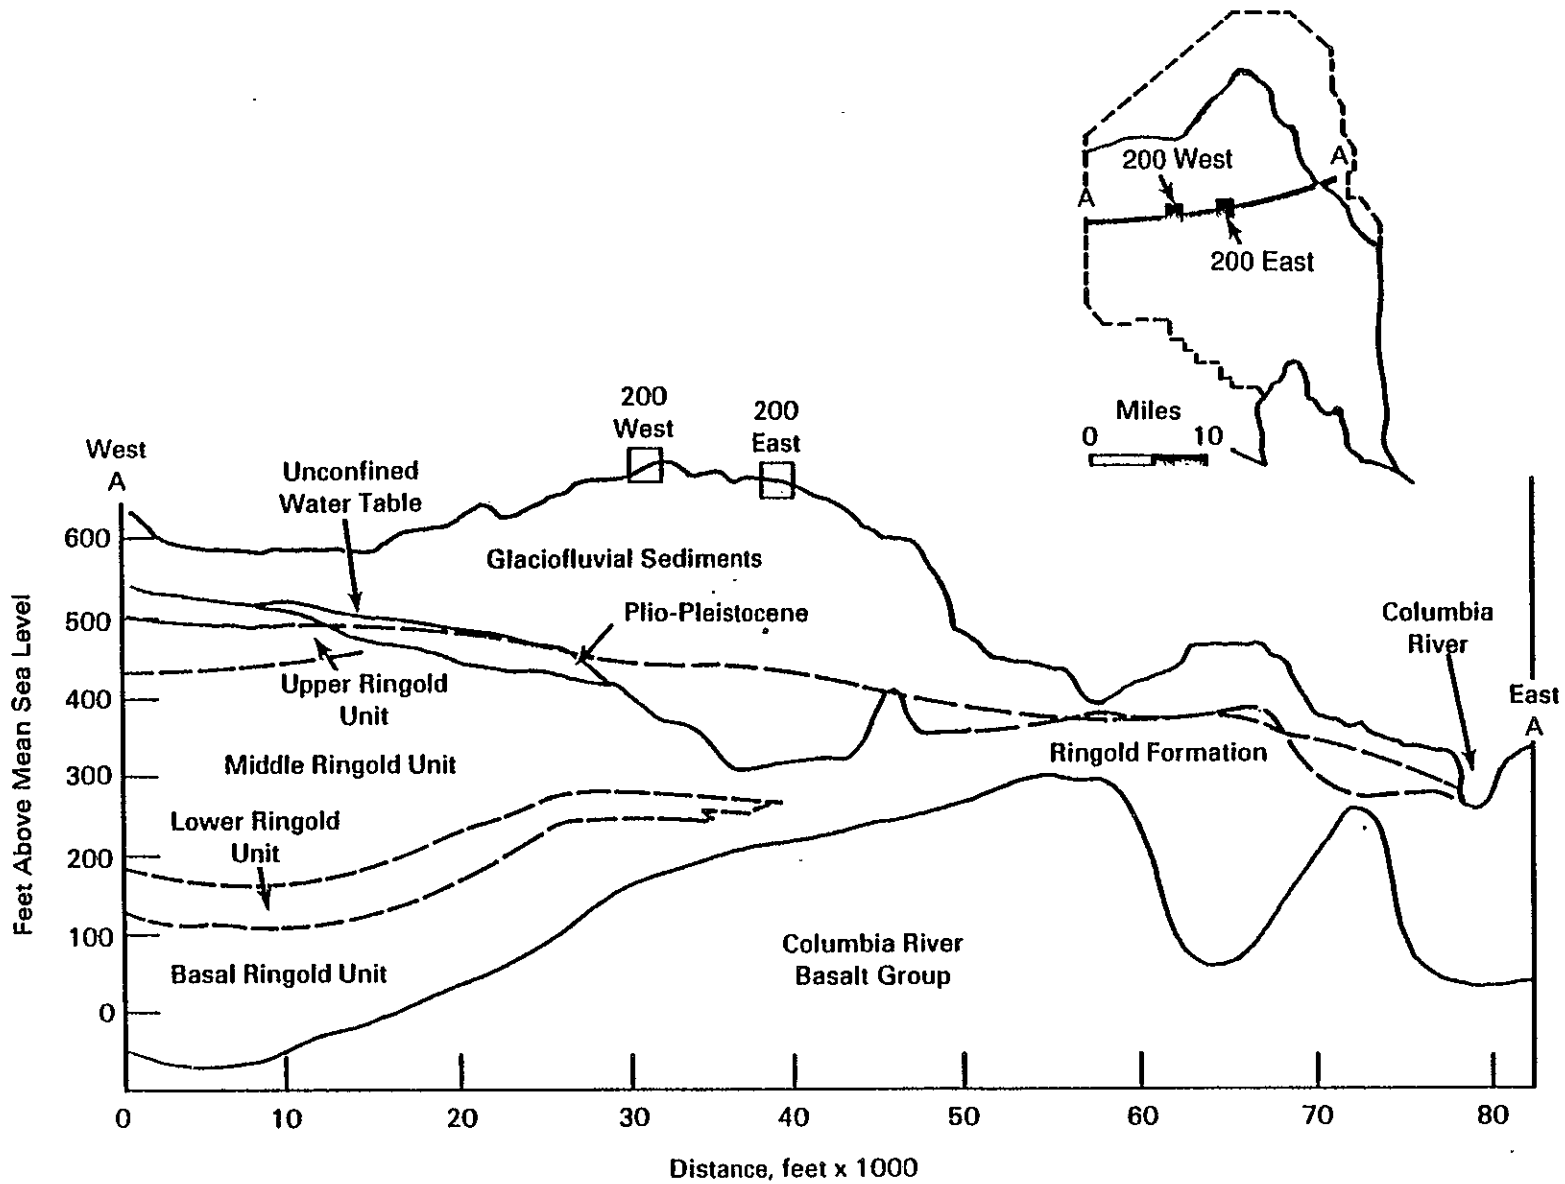 A
200 West
A
200 East
Miles
0 10
200
West
200
East
West
A
Unconfined
Water Table
600
Glaciofluvial Sediments
500
Plio-Pleistocene
Columbia
River
Upper Ringold
Unit
400
East
A
Middle Ringold Unit
Ringold Formation
300
Lower Ringold
Unit
200
100
Basal Ringold Unit
Columbia River
Basalt Group
0
Feet Above Mean Sea Level
0 10 20 30 40 50 60 70 80
Distance, feet x 1000